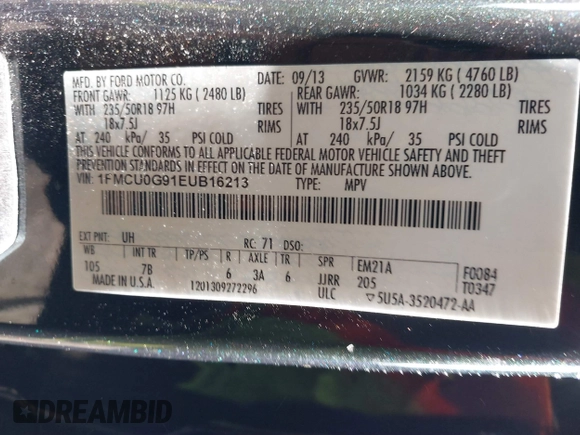 MFD. BY FORD MOTOR CO. DATE: 09/13 GVWR: 2159 KG ( 4760 LB)
FRONT GAWR: 1125 KG ( 2480 LB) REAR GAWR: 1034 KG ( 2280 LB)
WITH 235/50R18 97H TIRES WITH 235/50R18 97H TIRES
18x7.5J RIMS 18x7.5J RIMS
AT 240 kPa/ 35 PSI COLD AT 240 kPa/ 35 PSI COLD
THIS VEHICLE CONFORMS TO ALL APPLICABLE FEDERAL MOTOR VEHICLE SAFETY AND THEFT
PREVENTION STANDARDS IN EFFECT ON THE DATE OF MANUFACTURE SHOWN ABOVE.
VIN: 1FMCU0G91EUB16213 TYPE: MPV
EXT PNT: UH RC: 71 DSO:
WB INT TR TP/PS R AXLE TR SPR EM21A F0084
105 7B 6 3A 6 JJRR 205 T0347
MADE IN U.S.A. 1201309272296 ULC ▽5U5A-3520472-AA
DREAMBID